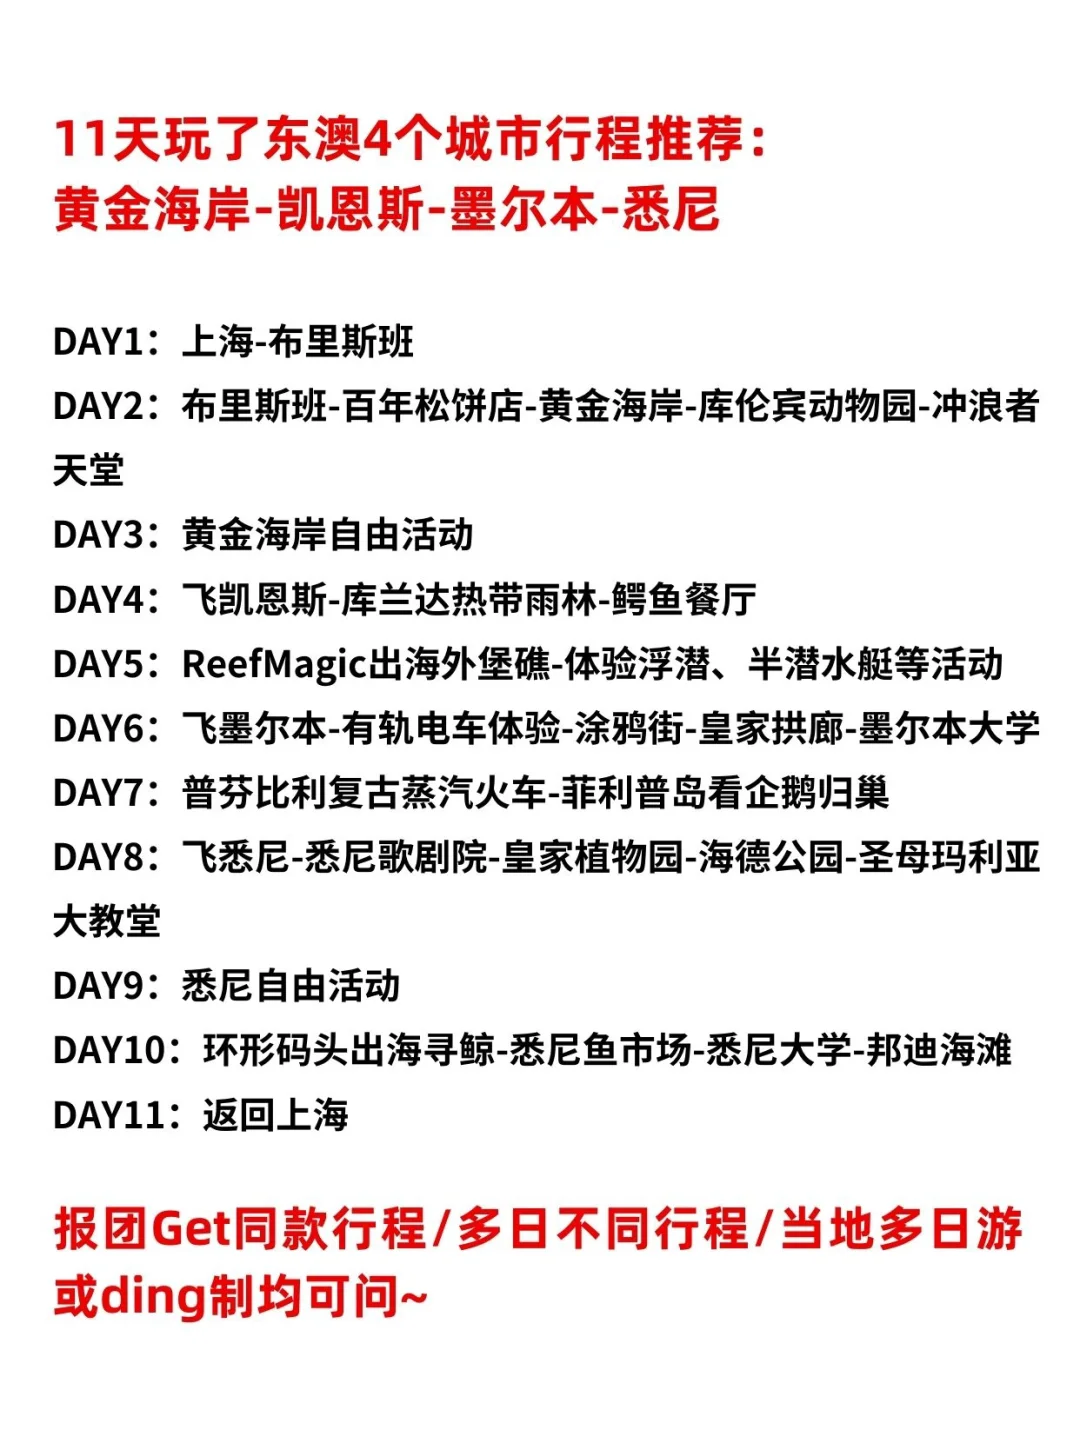 11天玩了东澳4个城市行程推荐：
黄金海岸-凯恩斯-墨尔本-悉尼
DAY1：上海-布里斯班
DAY2：布里斯班-百年松饼店-黄金海岸-库伦宾动物园-冲浪者
天堂
DAY3：黄金海岸自由活动
DAY4：飞凯恩斯-库兰达热带雨林-鳄鱼餐厅
DAY5：ReefMagic出海外堡礁-体验浮潜、半潜水艇等活动
DAY6：飞墨尔本-有轨电车体验-涂鸦街-皇家拱廊-墨尔本大学
DAY7：普芬比利复古蒸汽火车-菲利普岛看企鹅归巢
DAY8：飞悉尼-悉尼歌剧院-皇家植物园-海德公园-圣母玛利亚
大教堂
DAY9：悉尼自由活动
DAY10：环形码头出海寻鲸-悉尼鱼市场-悉尼大学-邦迪海滩
DAY11：返回上海
报团Get同款行程/多日不同行程/当地多日游
或ding制均可问~